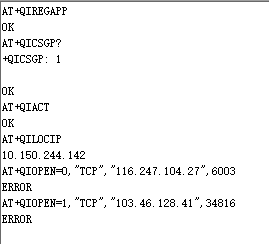 AT+QIREGAPP
OK
AT+QICSGP?
+QICSGP: 1
OK
AT+QIACT
OK
AT+QILOCIP
10.150.244.142
AT+QIOPEN=0,"TCP","116.247.104.27",6003
ERROR
AT+QIOPEN=1,"TCP","103.46.128.41",34816
ERROR